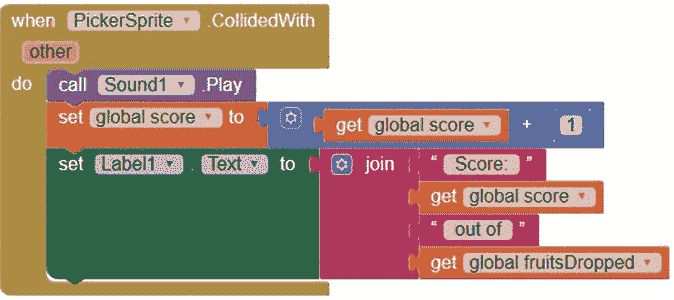 when PickerSprite .CollidedWith
other
do call Sound1 .Play
set global score to get global score + 1
set Label1 . Text to join " Score: "
get global score
" out of "
get global fruitsDropped